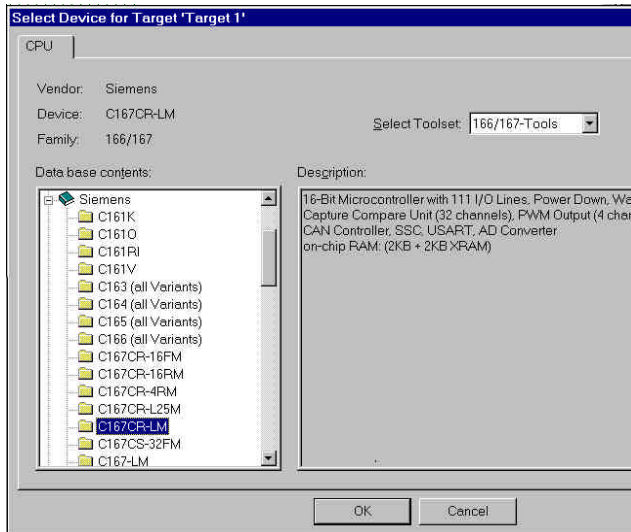 Select Device for Target 'Target 1'
CPU
Vendor: Siemens
Device: C167CR-LM
Family: 166/167
Select Toolset: 166/167-Tools
Data base contents:
Description:
Siemens
C161K
C161O
C161RI
C161V
C163 (all Variants)
C164 (all Variants)
C165 (all Variants)
C166 (all Variants)
C167CR-16FM
C167CR-16RM
C167CR-4RM
C167CR-L25M
C167CR-LM
C167CS-32FM
C167-LM
16-Bit Microcontroller with 111 I/O Lines, Power Down, Wa
Capture Compare Unit (32 channels), PWM Output (4 char
CAN Controller, SSC, USART, AD Converter
on-chip RAM: (2KB + 2KB XRAM)
OK
Cancel